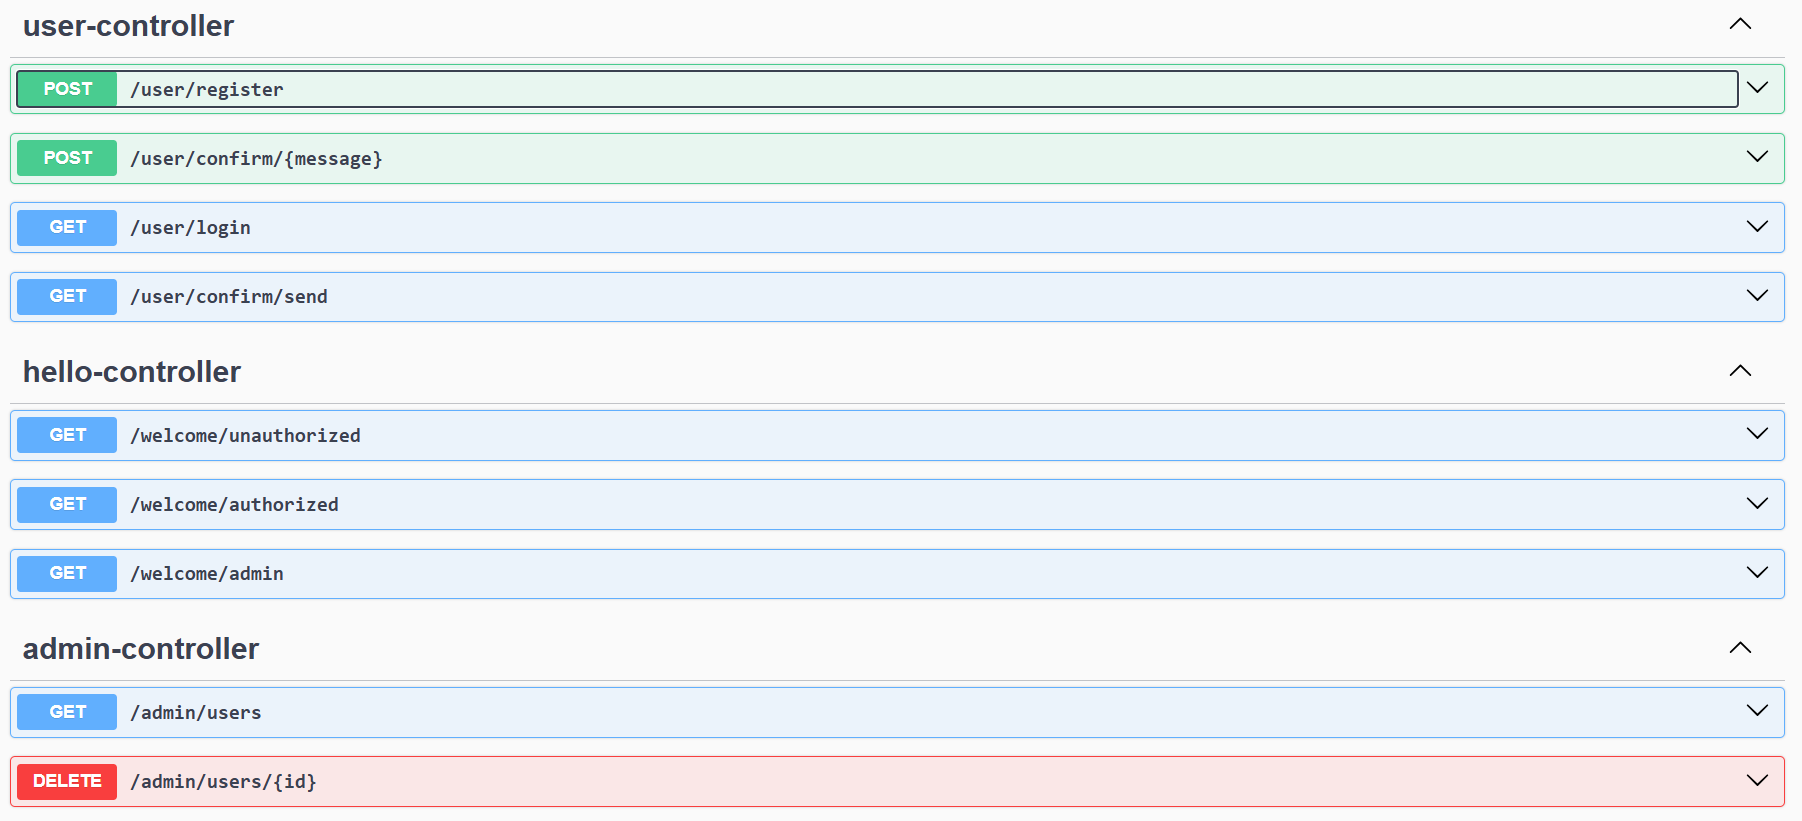 user-controller
POST /user/register
POST /user/confirm/{message}
GET /user/login
GET /user/confirm/send
hello-controller
GET /welcome/unauthorized
GET /welcome/authorized
GET /welcome/admin
admin-controller
GET /admin/users
DELETE /admin/users/{id}